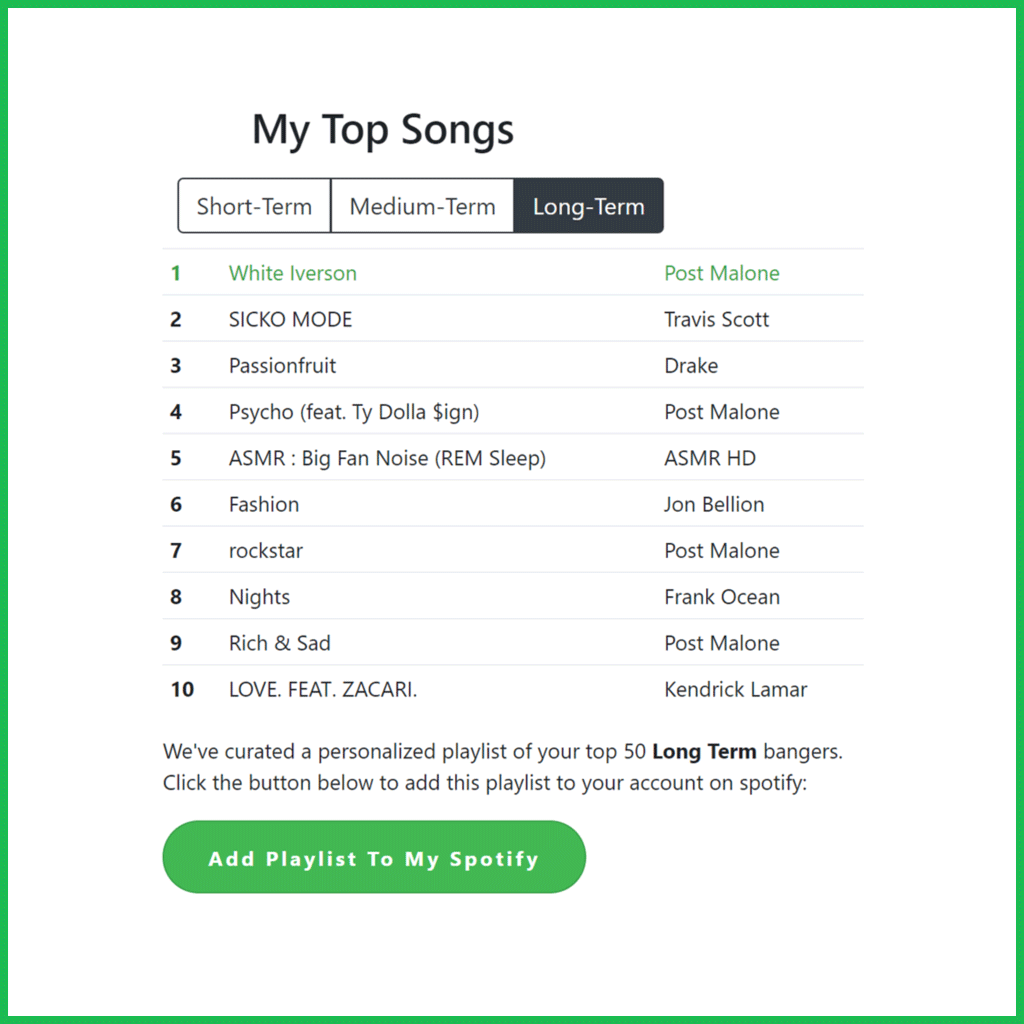 My Top Songs
Short-Term Medium-Term Long-Term
1 White Iverson Post Malone
2 SICKO MODE Travis Scott
3 Passionfruit Drake
4 Psycho (feat. Ty Dolla $ign) Post Malone
5 ASMR : Big Fan Noise (REM Sleep) ASMR HD
6 Fashion Jon Bellion
7 rockstar Post Malone
8 Nights Frank Ocean
9 Rich & Sad Post Malone
10 LOVE. FEAT. ZACARI. Kendrick Lamar
We've curated a personalized playlist of your top 50 Long Term bangers.
Click the button below to add this playlist to your account on spotify:
Add Playlist To My Spotify